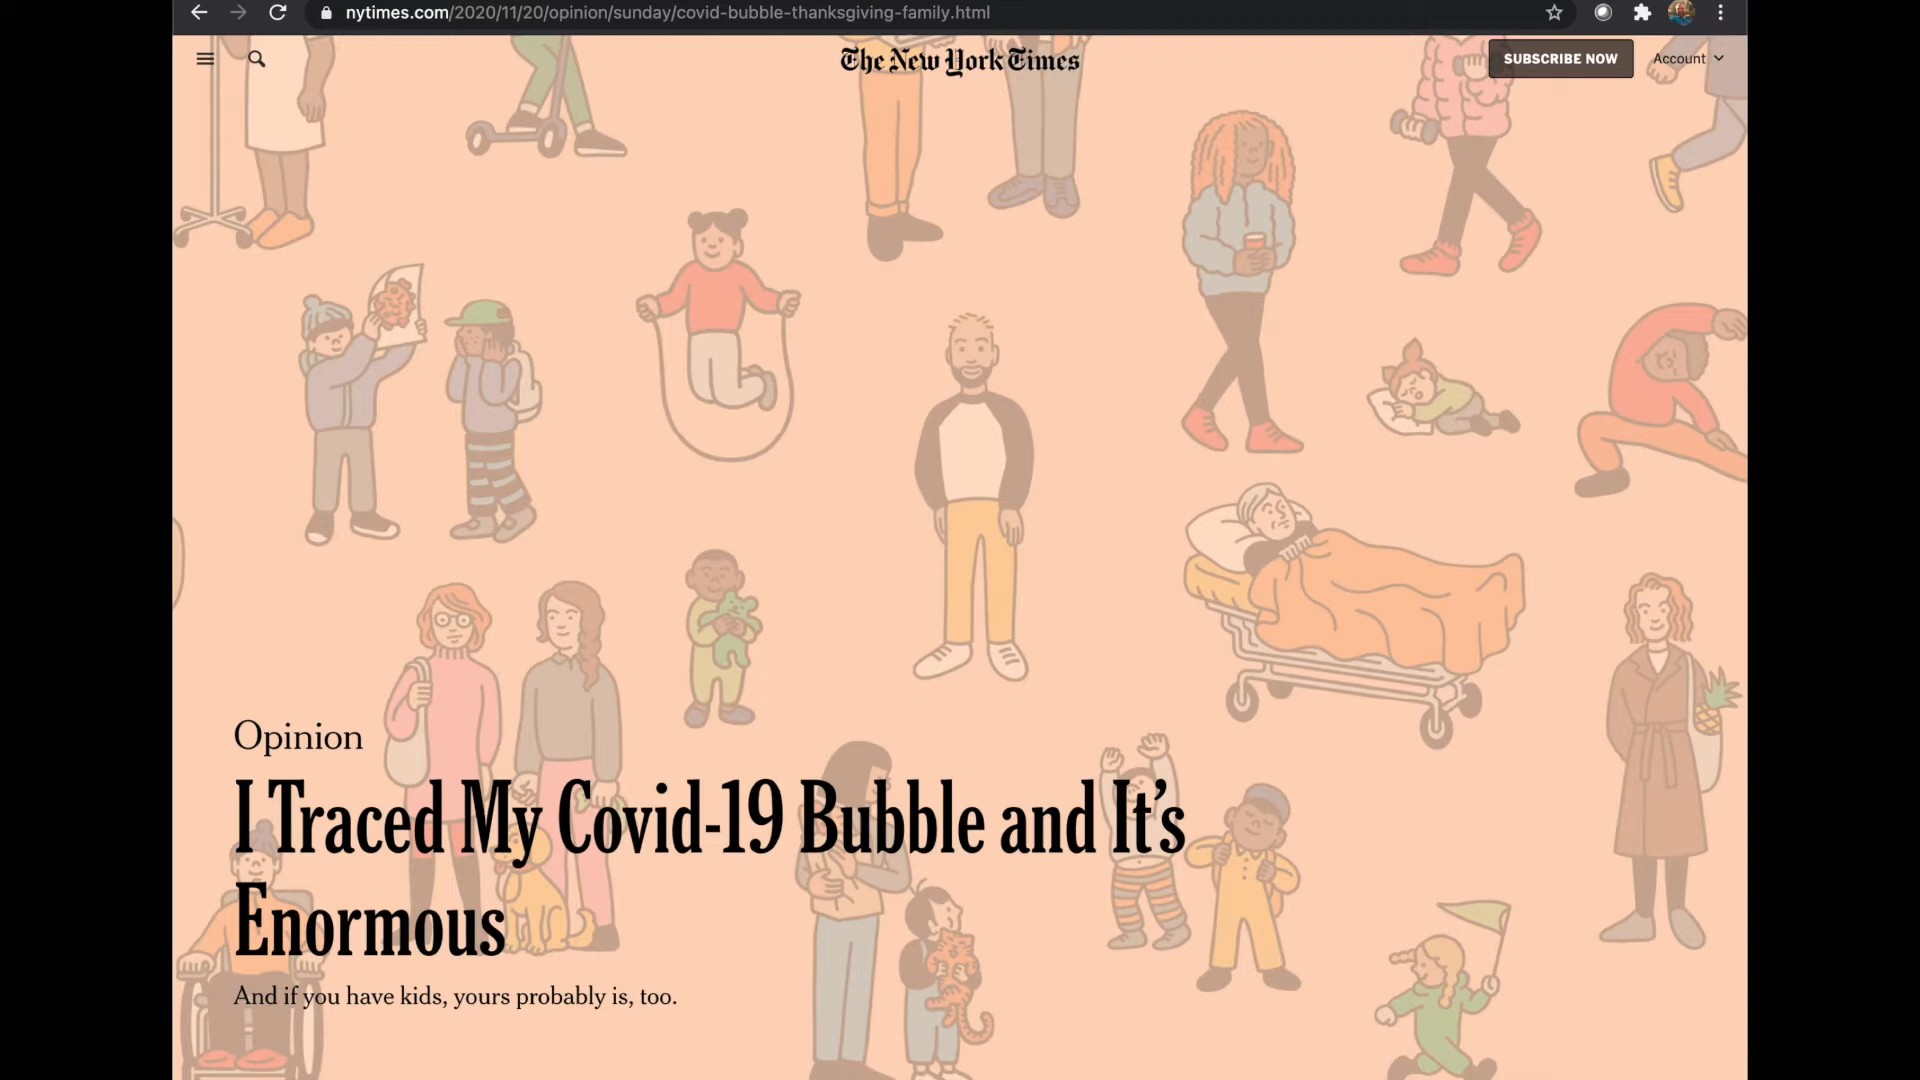 nytimes.com/2020/11/20/opinion/sunday/covid-bubble-thanksgiving-family.html
The New York Times
SUBSCRIBE NOW
Account
Opinion
I Traced My Covid-19 Bubble and It’s
Enormous
And if you have kids, yours probably is, too.